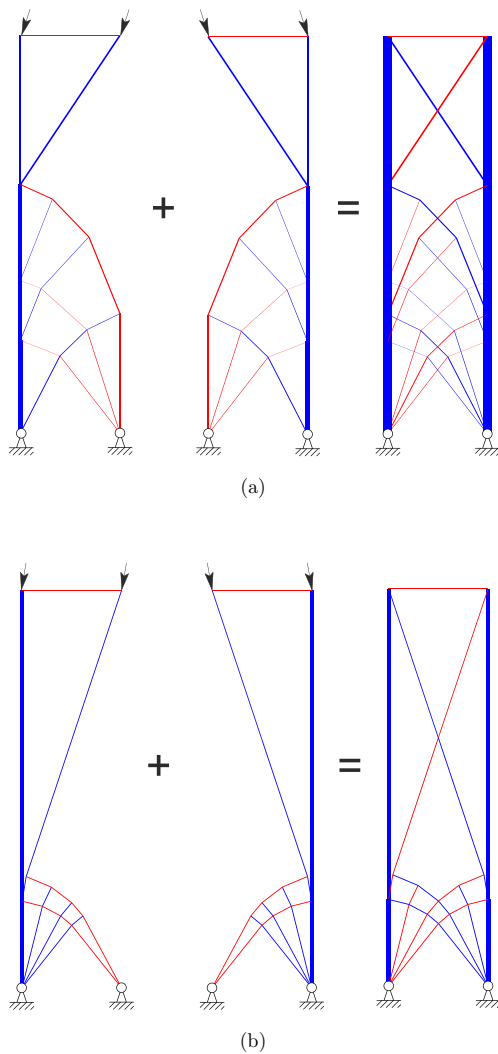 + =
(a)
+ =
(b)